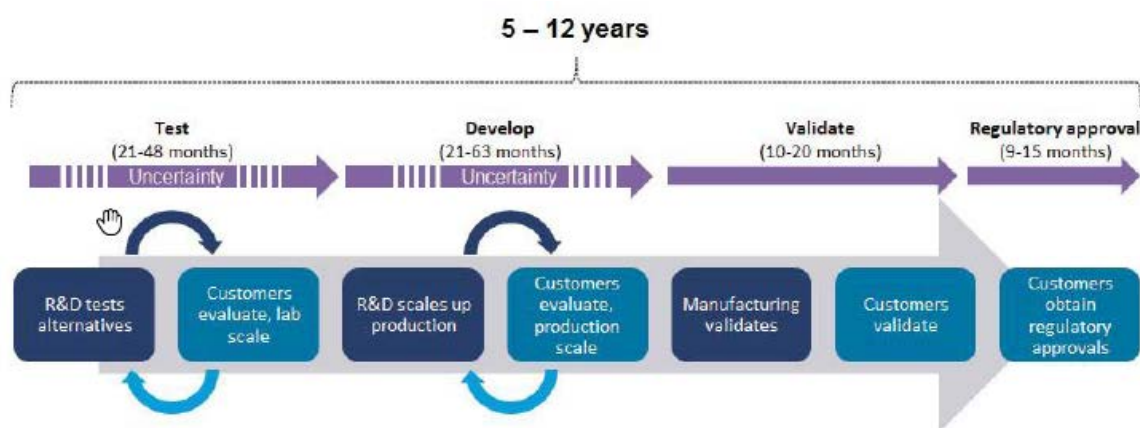 5 – 12 years
Test
(21-48 months)
Uncertainty
Develop
(21-63 months)
Uncertainty
Validate
(10-20 months)
Regulatory approval
(9-15 months)
R&D tests
alternatives
Customers
evaluate, lab
scale
R&D scales up
production
Customers
evaluate,
production
scale
Manufacturing
validates
Customers
validate
Customers
obtain
regulatory
approvals